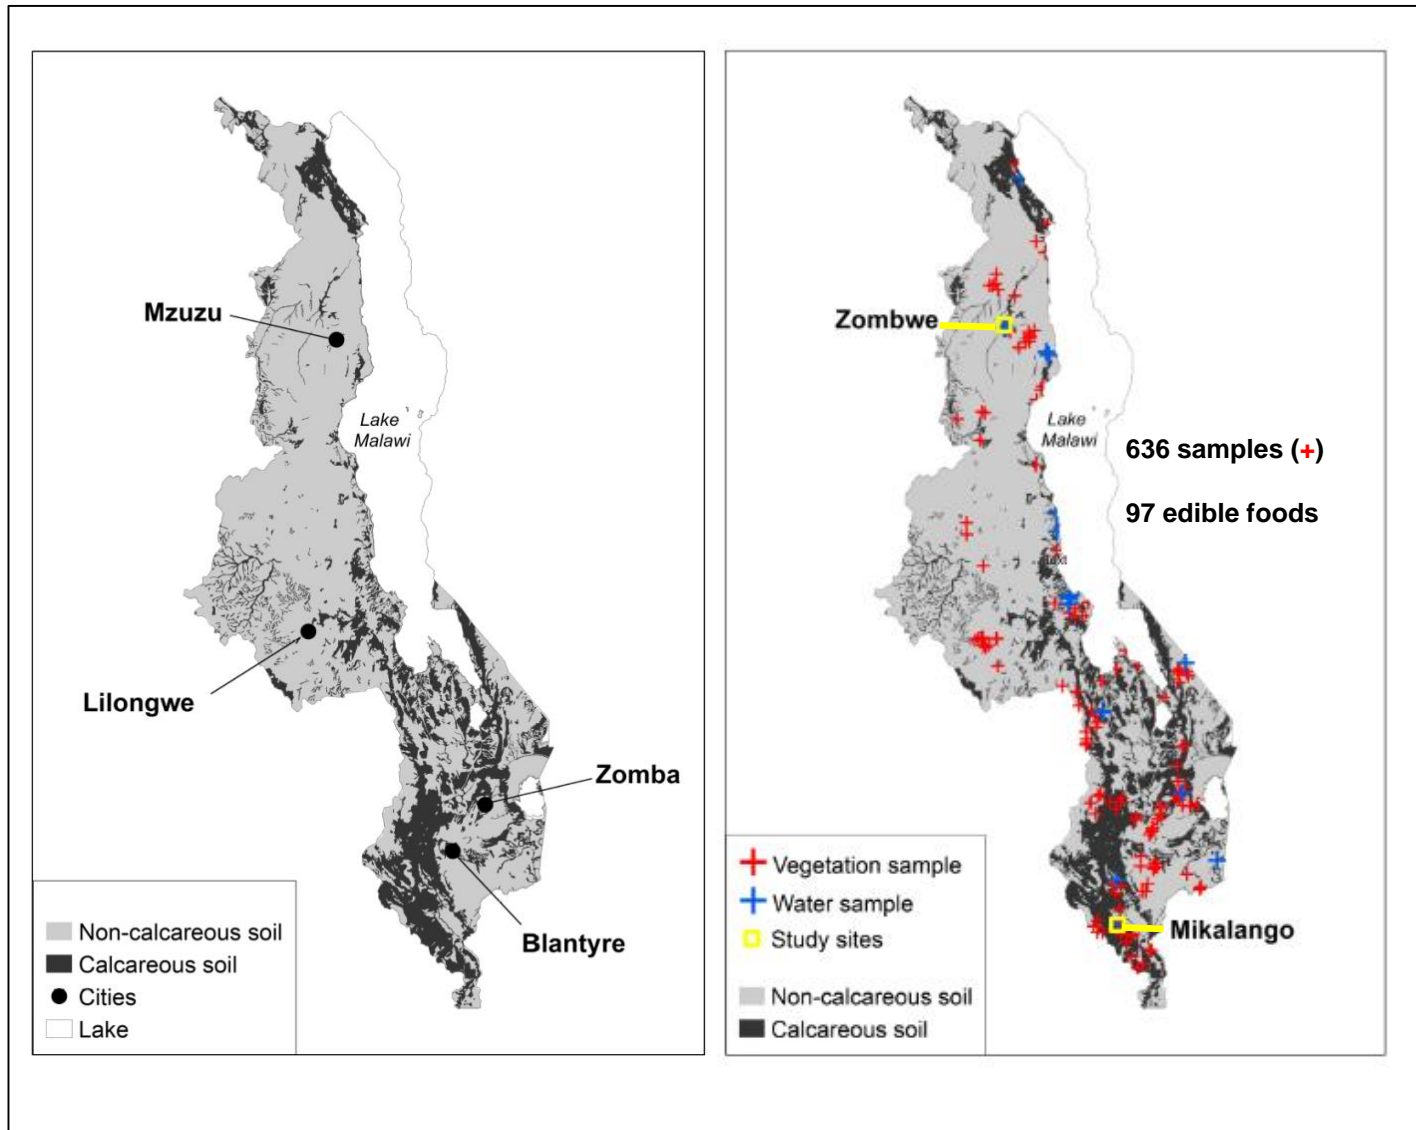 Mzuzu
Lake
Malawi
Lilongwe
Zomba
Blantyre
Non-calcareous soil
Calcareous soil
Cities
Lake
Zombwe
Lake
Malawi
636 samples (+)
97 edible foods
Mikalango
Vegetation sample
Water sample
Study sites
Non-calcareous soil
Calcareous soil